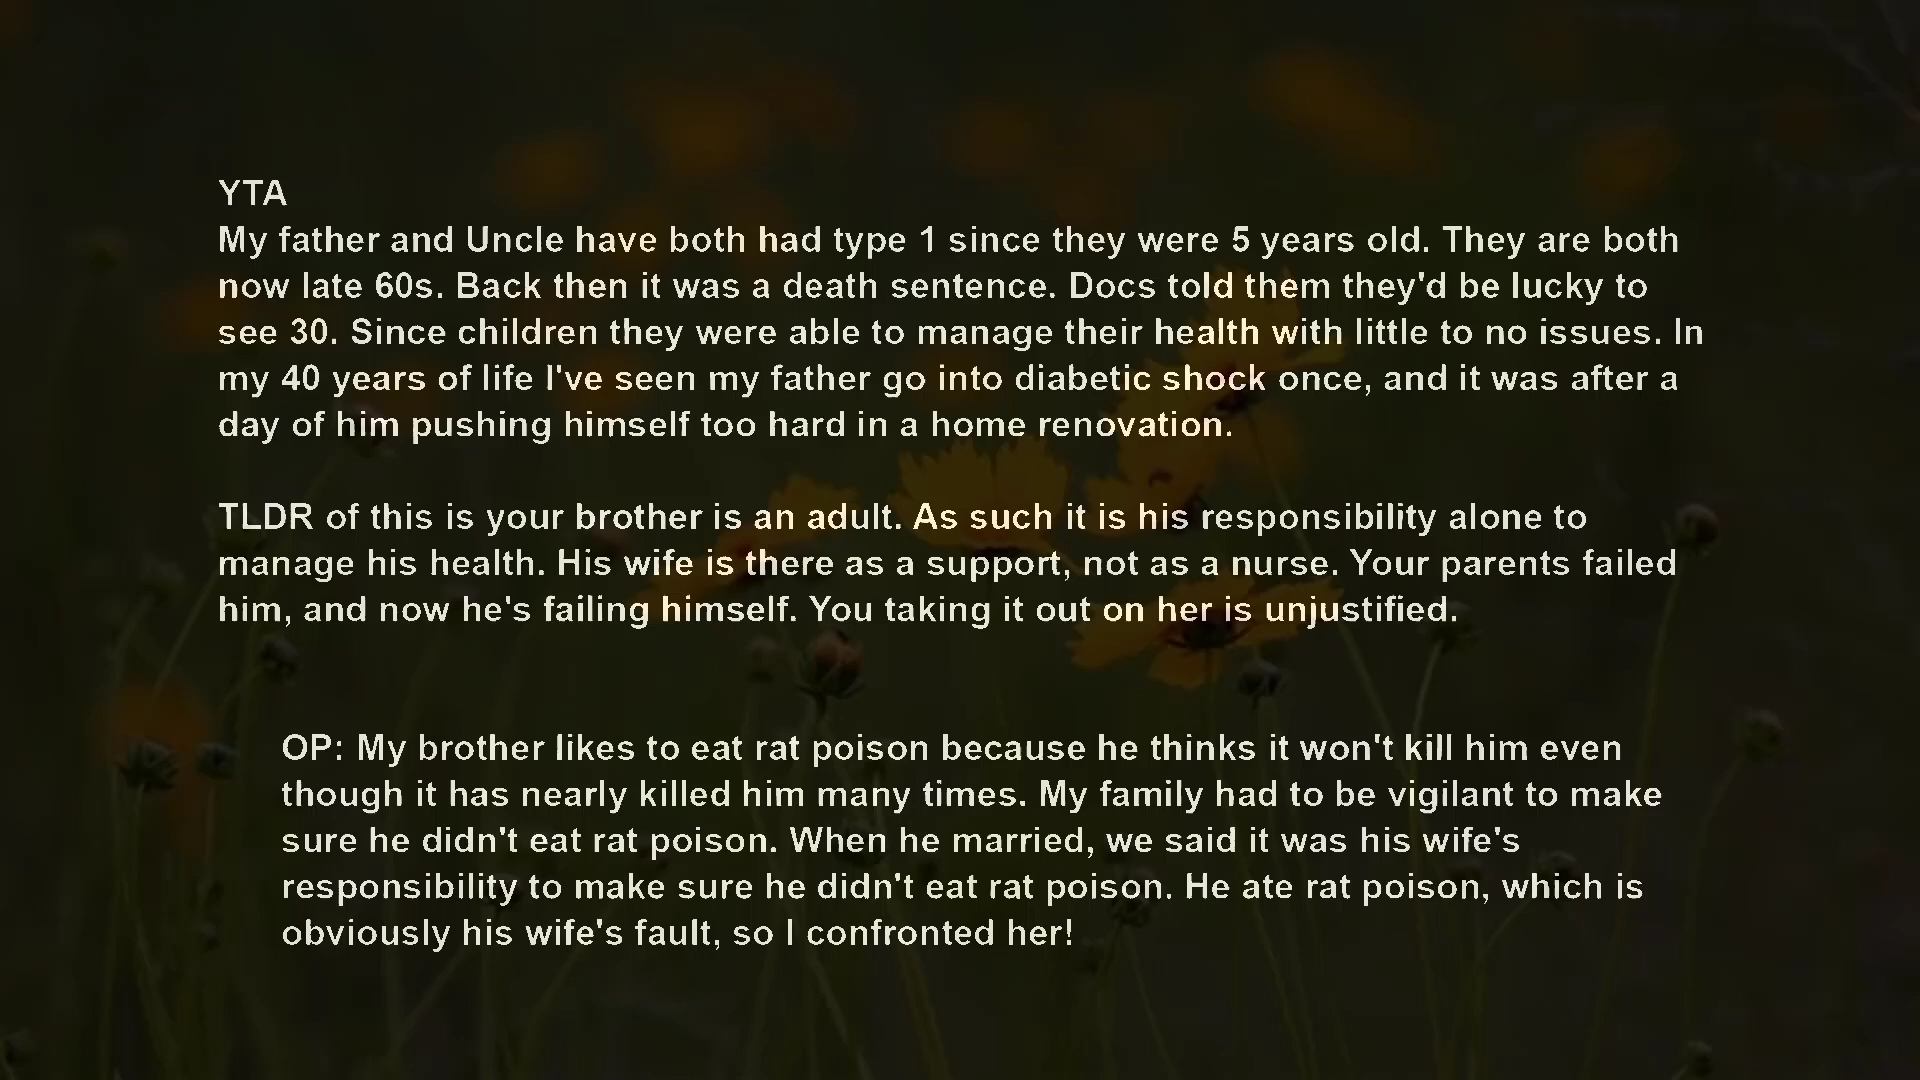 YTA
My father and Uncle have both had type 1 since they were 5 years old. They are both
now late 60s. Back then it was a death sentence. Docs told them they'd be lucky to
see 30. Since children they were able to manage their health with little to no issues. In
my 40 years of life I've seen my father go into diabetic shock once, and it was after a
day of him pushing himself too hard in a home renovation.
TLDR of this is your brother is an adult. As such it is his responsibility alone to
manage his health. His wife is there as a support, not as a nurse. Your parents failed
him, and now he's failing himself. You taking it out on her is unjustified.
OP: My brother likes to eat rat poison because he thinks it won't kill him even
though it has nearly killed him many times. My family had to be vigilant to make
sure he didn't eat rat poison. When he married, we said it was his wife's
responsibility to make sure he didn't eat rat poison. He ate rat poison, which is
obviously his wife's fault, so I confronted her!